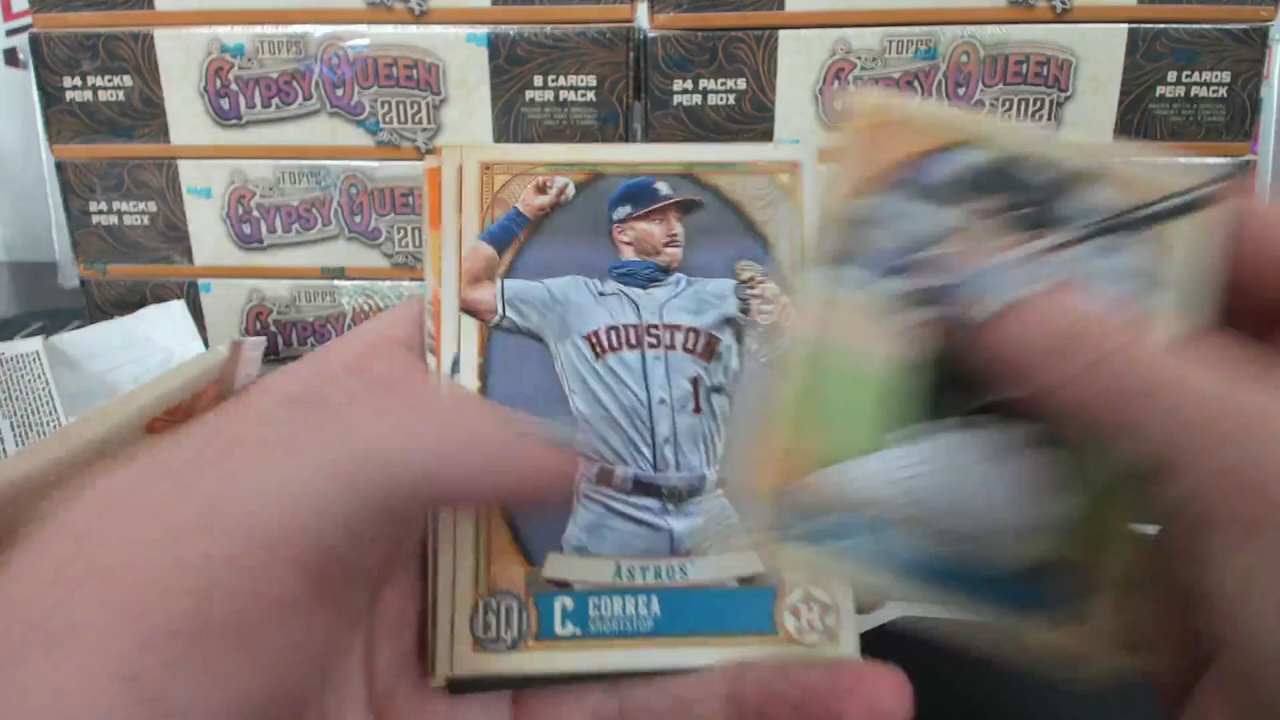 24 PACKS
PER BOX
TOPPS
GYPSY QUEEN
2021
8 CARDS
PER PACK
24 PACKS
PER BOX
TOPPS
GYPSY QUEEN
2021
8 CARDS
PER PACK
24 PACKS
PER BOX
TOPPS
GYPSY QUEEN
20
TOPPS
GYPSY
HOUSTON
1
ASTROS
GQ
C. CORREA
SHORTSTOP
H